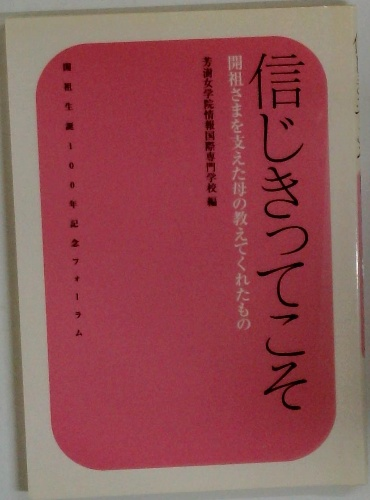 信じきってこそ
開祖さまを支えた母の教えてくれたもの
芳澍女学院情報国際専門学校 編
開祖生誕100年記念フォーラム